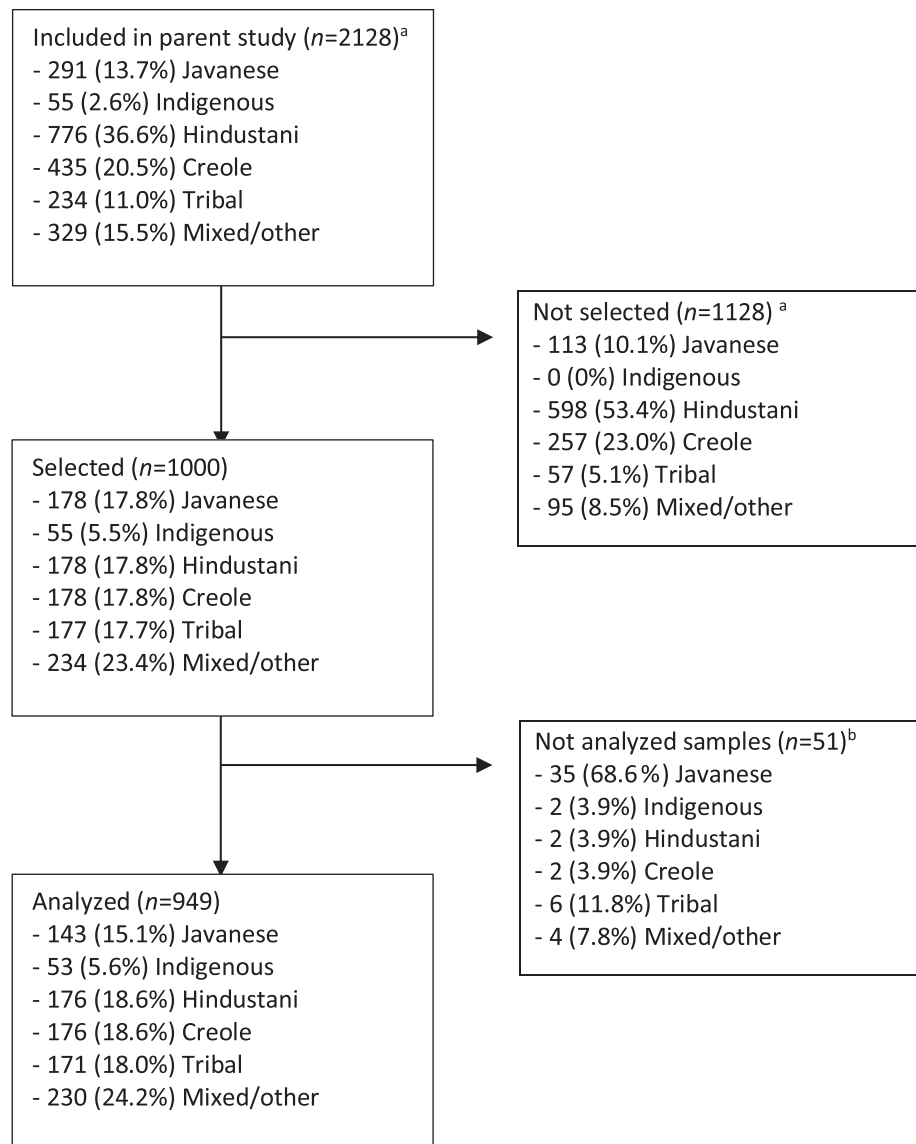 Included in parent study (n=2128)a
- 291 (13.7%) Javanese
- 55 (2.6%) Indigenous
- 776 (36.6%) Hindustani
- 435 (20.5%) Creole
- 234 (11.0%) Tribal
- 329 (15.5%) Mixed/other
Not selected (n=1128) a
- 113 (10.1%) Javanese
- 0 (0%) Indigenous
- 598 (53.4%) Hindustani
- 257 (23.0%) Creole
- 57 (5.1%) Tribal
- 95 (8.5%) Mixed/other
Selected (n=1000)
- 178 (17.8%) Javanese
- 55 (5.5%) Indigenous
- 178 (17.8%) Hindustani
- 178 (17.8%) Creole
- 177 (17.7%) Tribal
- 234 (23.4%) Mixed/other
Not analyzed samples (n=51)b
- 35 (68.6%) Javanese
- 2 (3.9%) Indigenous
- 2 (3.9%) Hindustani
- 2 (3.9%) Creole
- 6 (11.8%) Tribal
- 4 (7.8%) Mixed/other
Analyzed (n=949)
- 143 (15.1%) Javanese
- 53 (5.6%) Indigenous
- 176 (18.6%) Hindustani
- 176 (18.6%) Creole
- 171 (18.0%) Tribal
- 230 (24.2%) Mixed/other